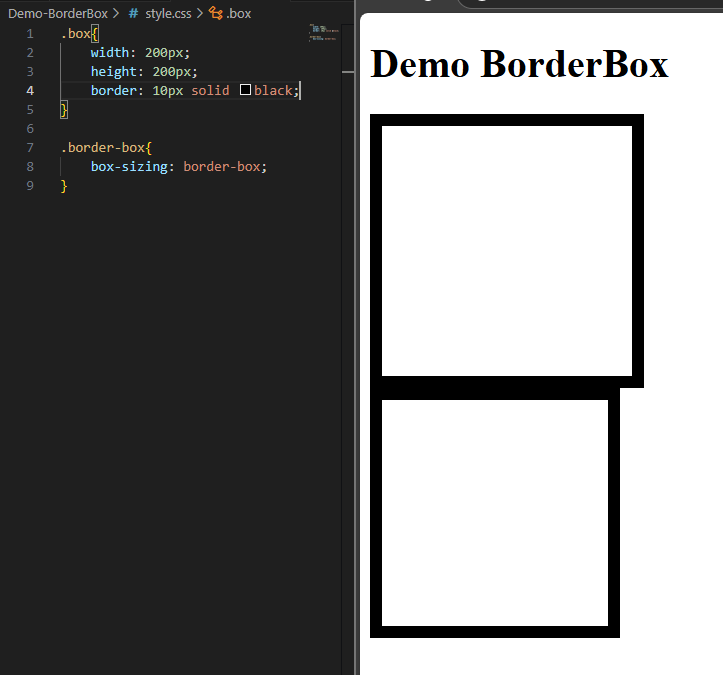 Demo-BorderBox > # style.css > .box
1 .box{
2 width: 200px;
3 height: 200px;
4 border: 10px solid black;
5 }
6
7 .border-box{
8 box-sizing: border-box;
9 }
Demo BorderBox